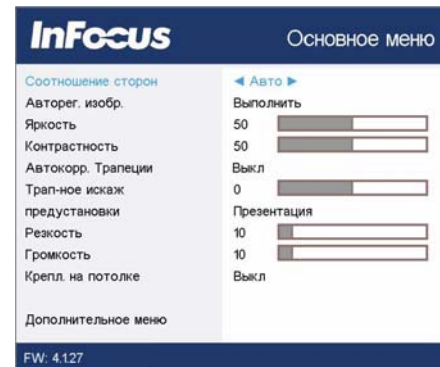 InFocus
Основное меню
Соотношение сторон ◄ Авто ►
Авторег. изобр. Выполнить
Яркость 50
Контрастность 50
Автокорр. Трапеции Выкл
Трап-ное искаж 0
предустановки Презентация
Резкость 10
Громкость 10
Крепл. на потолке Выкл
Дополнительное меню
FW: 4.1.27